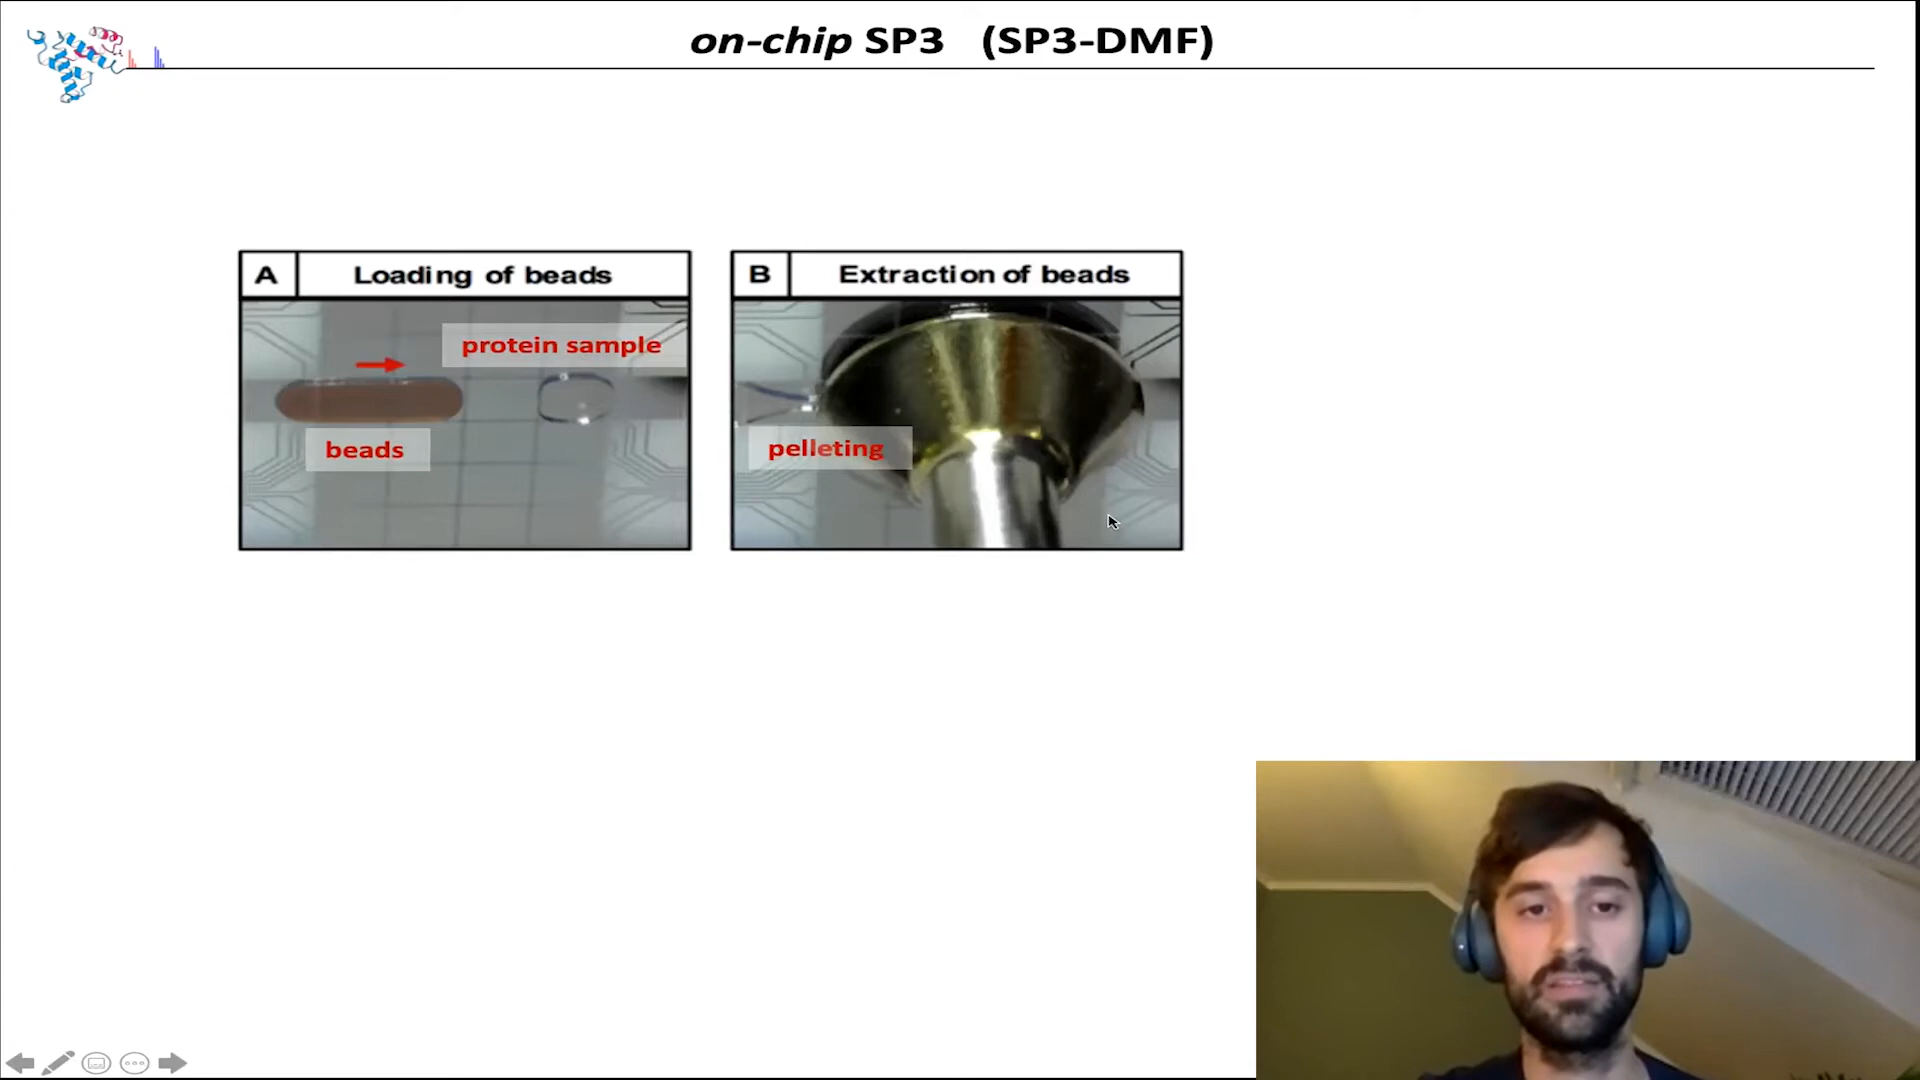 on-chip SP3 (SP3-DMF)
A Loading of beads
protein sample
beads
B Extraction of beads
pelleting